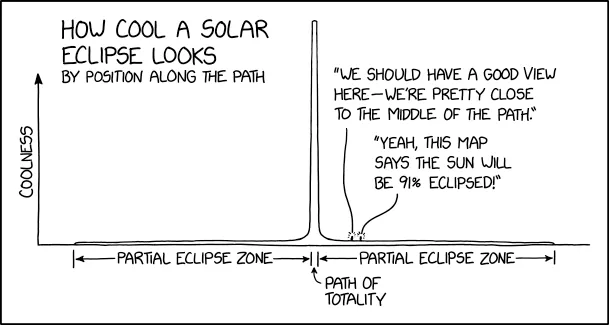 HOW COOL A SOLAR
ECLIPSE LOOKS
BY POSITION ALONG THE PATH
COOLNESS
"WE SHOULD HAVE A GOOD VIEW
HERE—WE'RE PRETTY CLOSE
TO THE MIDDLE OF THE PATH."
"YEAH, THIS MAP
SAYS THE SUN WILL
BE 91% ECLIPSED!"
PARTIAL ECLIPSE ZONE
PARTIAL ECLIPSE ZONE
PATH OF
TOTALITY